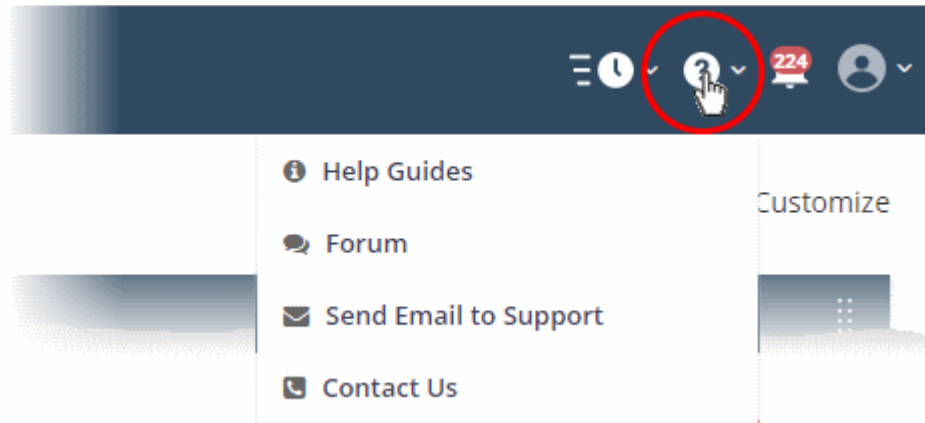 224
Help Guides
Customize
Forum
Send Email to Support
Contact Us